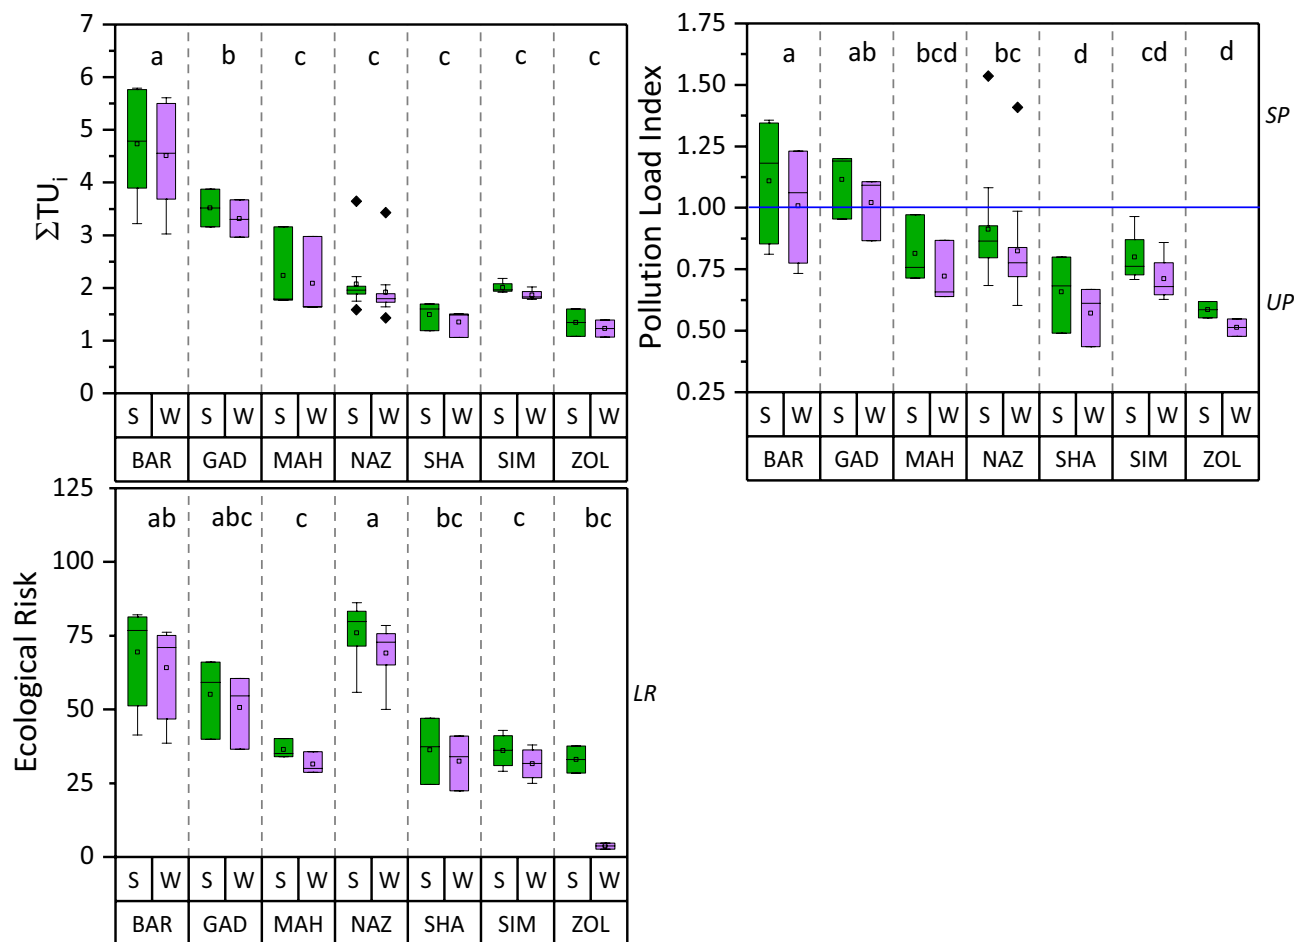 ΣTUi
7
6
5
4
3
2
1
0
a b c c c c c
S W S W S W S W S W S W S W
BAR GAD MAH NAZ SHA SIM ZOL
Pollution Load Index
1.75
1.50
1.25
1.00
0.75
0.50
0.25
a ab bcd bc d cd d
SP
UP
S W S W S W S W S W S W S W
BAR GAD MAH NAZ SHA SIM ZOL
Ecological Risk
125
100
75
50
25
0
ab abc c a bc c bc
LR
S W S W S W S W S W S W S W
BAR GAD MAH NAZ SHA SIM ZOL